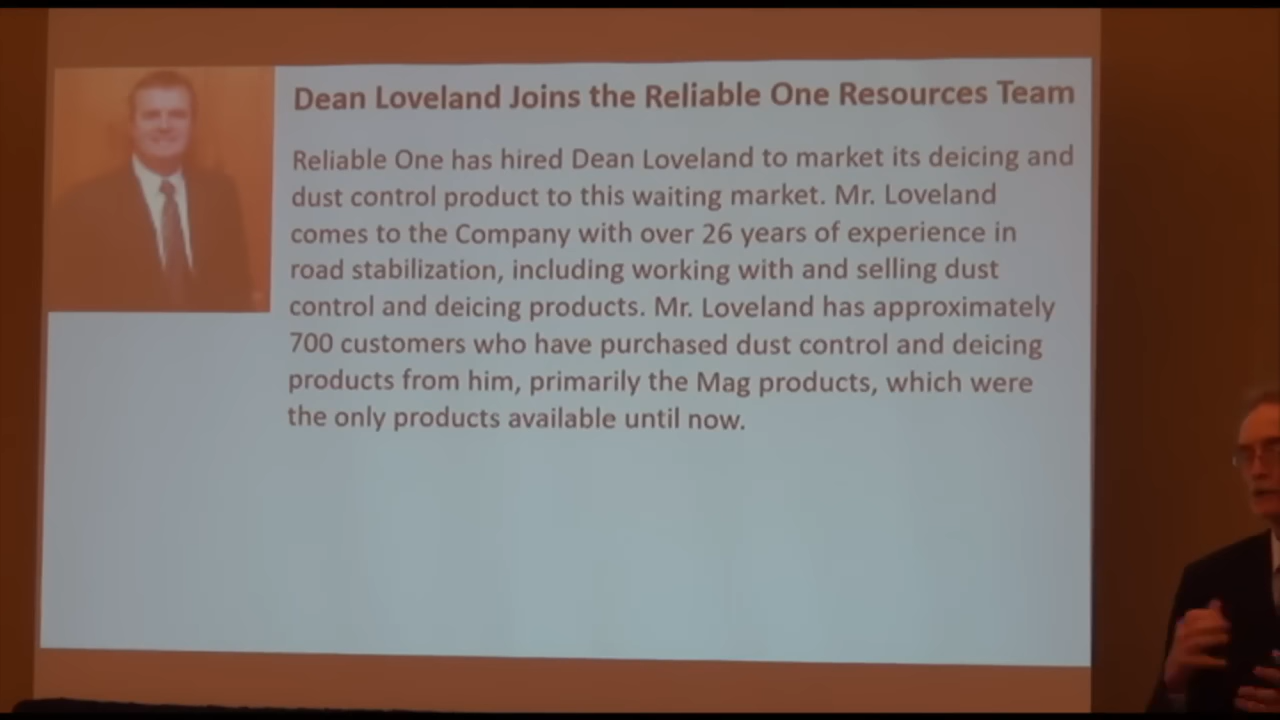 Dean Loveland Joins the Reliable One Resources Team
Reliable One has hired Dean Loveland to market its deicing and
dust control product to this waiting market. Mr. Loveland
comes to the Company with over 26 years of experience in
road stabilization, including working with and selling dust
control and deicing products. Mr. Loveland has approximately
700 customers who have purchased dust control and deicing
products from him, primarily the Mag products, which were
the only products available until now.